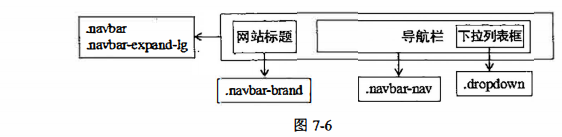 .navbar
.navbar-expand-lg
网站标题
导航栏
下拉列表框
.navbar-brand
.navbar-nav
.dropdown
图 7-6